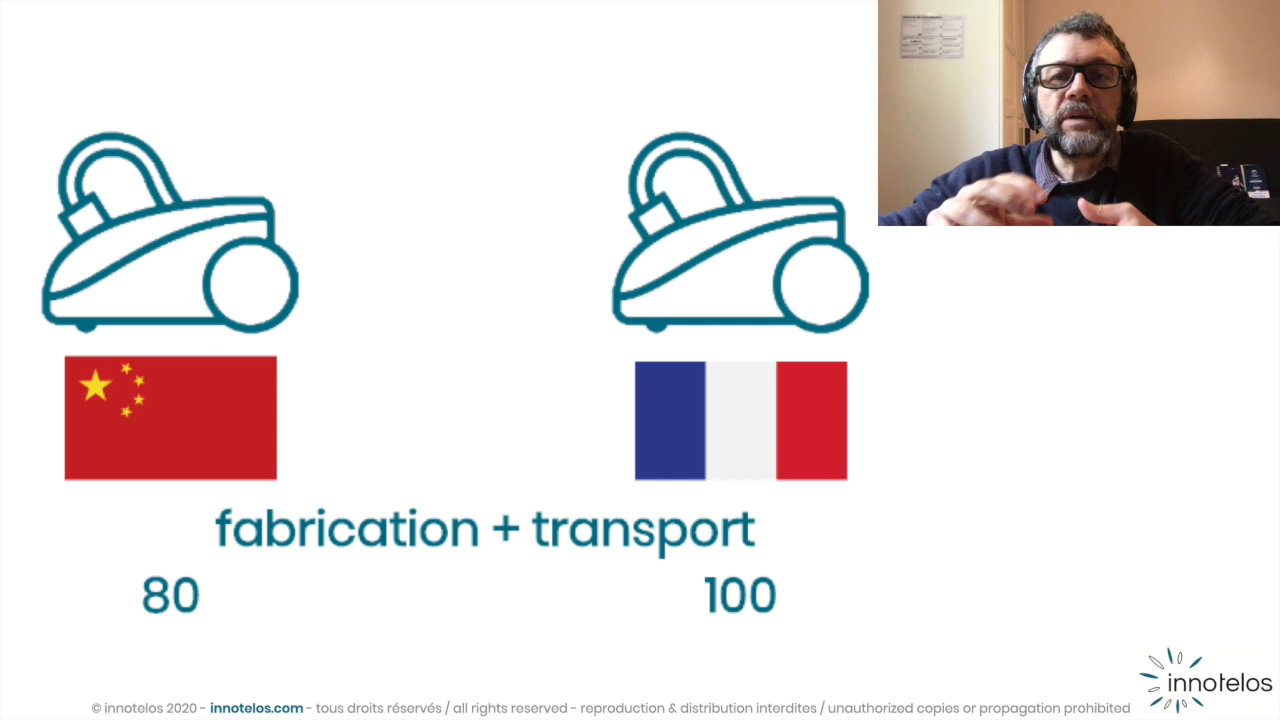 fabrication + transport
80 100
innotelos
© innotelos 2020 - innotelos.com - tous droits réservés / all rights reserved - reproduction & distribution interdites / unauthorized copies or propagation prohibited